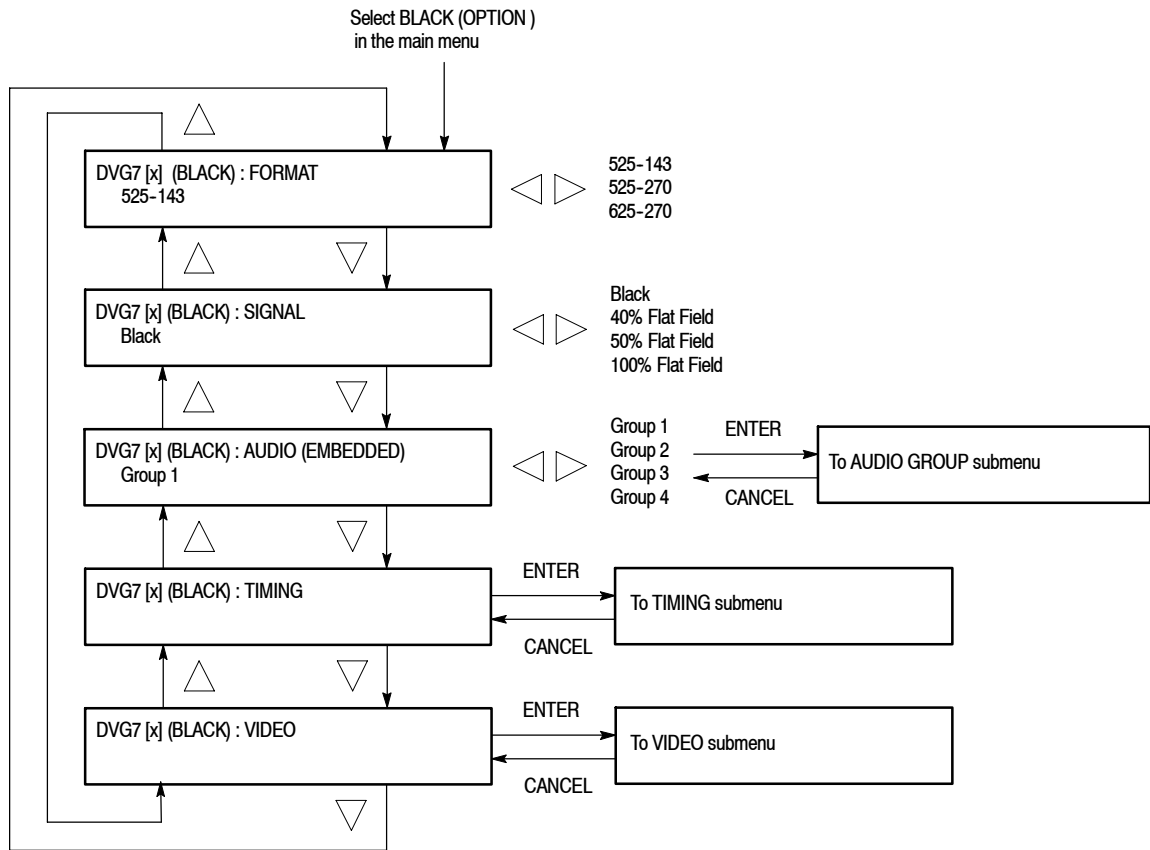 Select BLACK (OPTION )
in the main menu
DVG7 [x]  (BLACK) : FORMAT
525-143
525-143
525-270
625-270
DVG7 [x] (BLACK) : SIGNAL
Black
Black
40% Flat Field
50% Flat Field
100% Flat Field
DVG7 [x] (BLACK) : AUDIO (EMBEDDED)
Group 1
Group 1
Group 2
Group 3
Group 4
ENTER
CANCEL
To AUDIO GROUP submenu
DVG7 [x] (BLACK) : TIMING
ENTER
CANCEL
To TIMING submenu
DVG7 [x] (BLACK) : VIDEO
ENTER
CANCEL
To VIDEO submenu